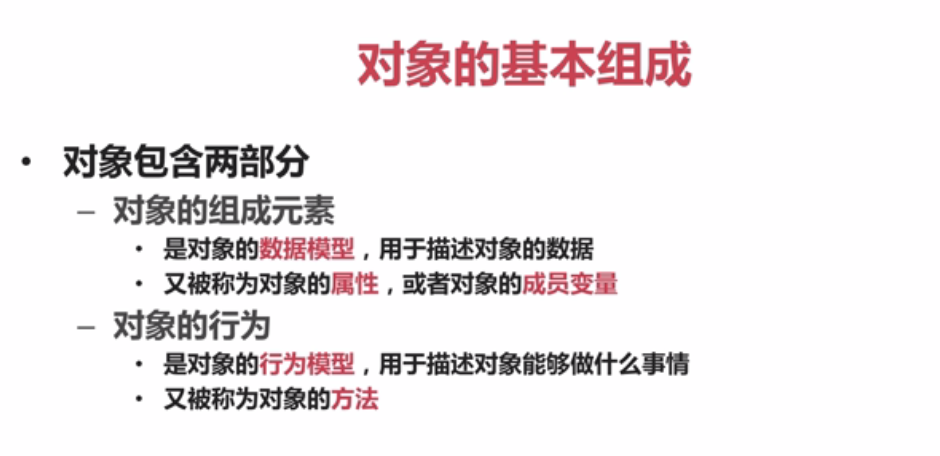 对象的基本组成
• 对象包含两部分
– 对象的组成元素
• 是对象的数据模型，用于描述对象的数据
• 又被称为对象的属性，或者对象的成员变量
– 对象的行为
• 是对象的行为模型，用于描述对象能够做什么事情
• 又被称为对象的方法